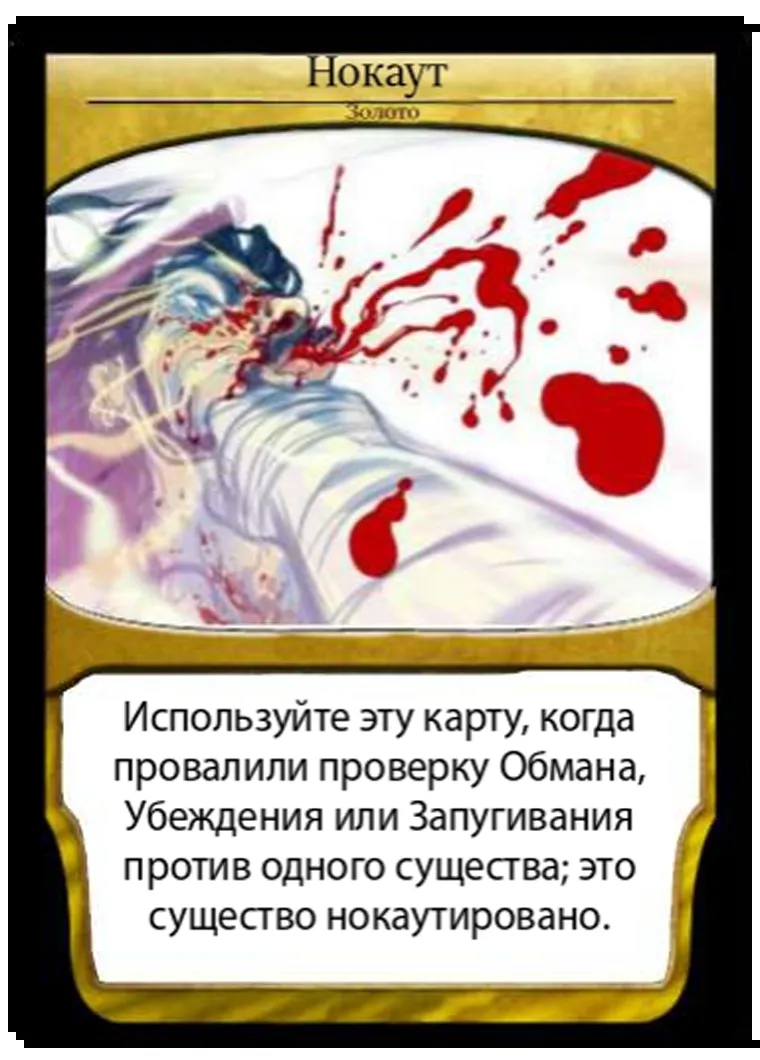 Нокаут
Золото
Используйте эту карту, когда
провалили проверку Обмана,
Убеждения или Запугивания
против одного существа; это
существо нокаутировано.